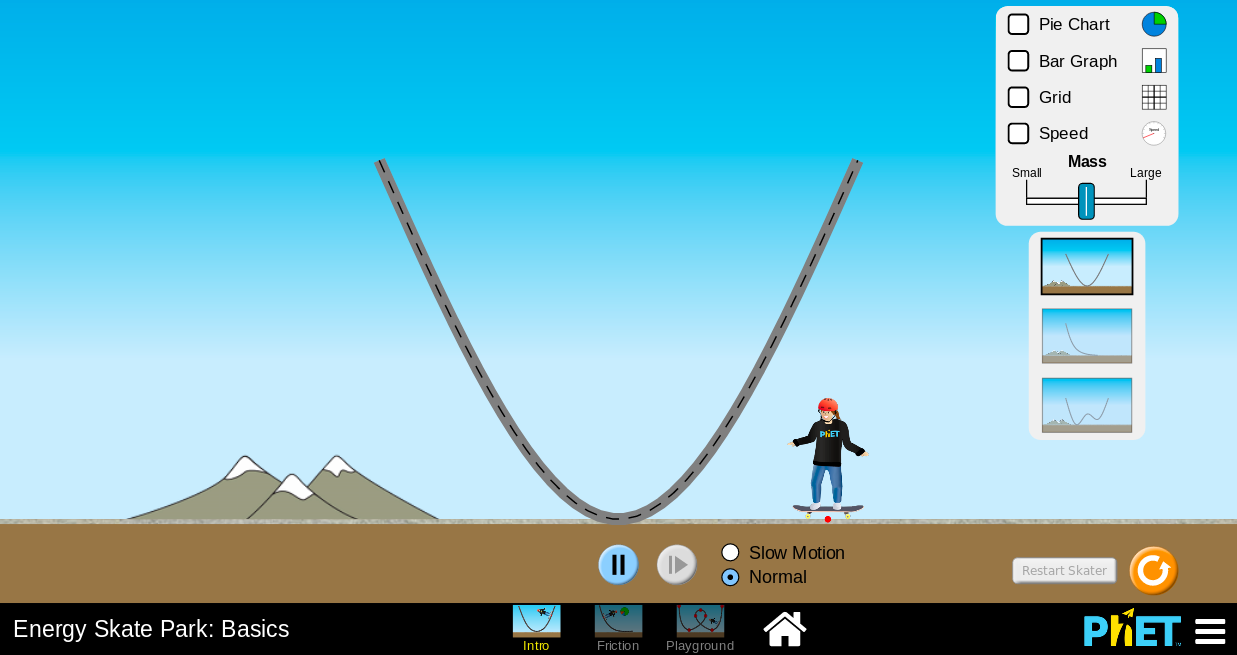 Pie Chart
Bar Graph
Grid
Speed
Mass
Small
Large
PhET
Slow Motion
Normal
Restart Skater
Energy Skate Park: Basics
Intro
Friction
Playground
PhET